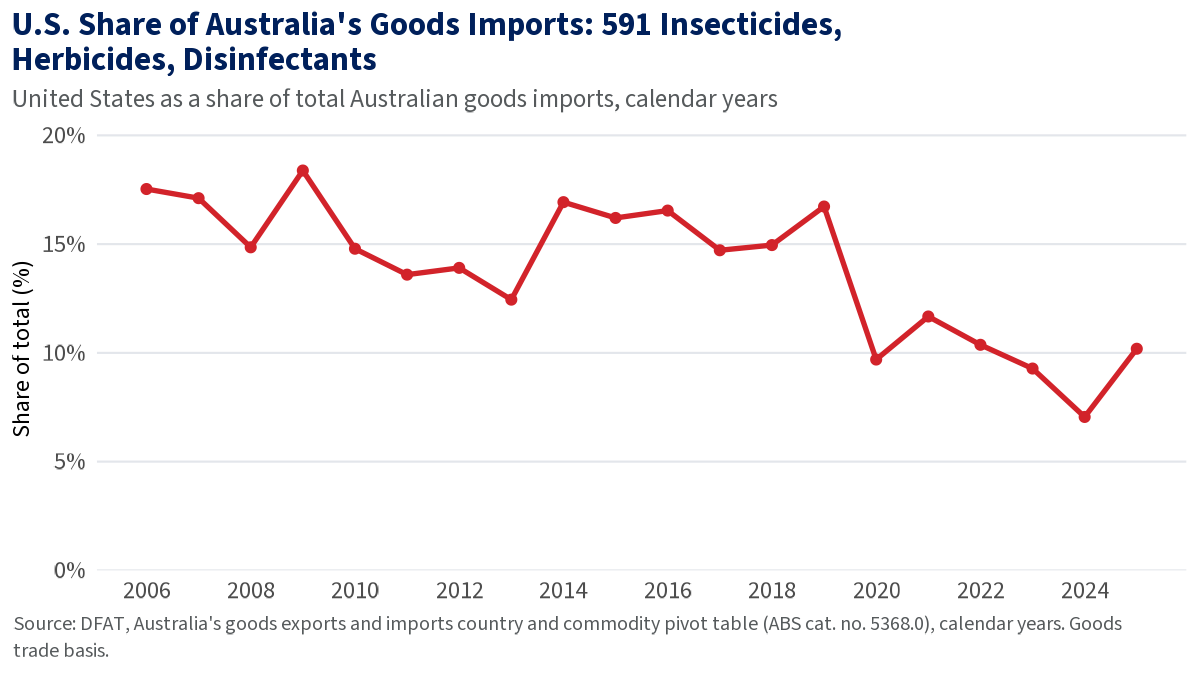 U.S. Share of Australia's Goods Imports: 591 Insecticides,
Herbicides, Disinfectants
United States as a share of total Australian goods imports, calendar years
Share of total (%)
20%
15%
10%
5%
0%
2006 2008 2010 2012 2014 2016 2018 2020 2022 2024
Source: DFAT, Australia's goods exports and imports country and commodity pivot table (ABS cat. no. 5368.0), calendar years. Goods
trade basis.